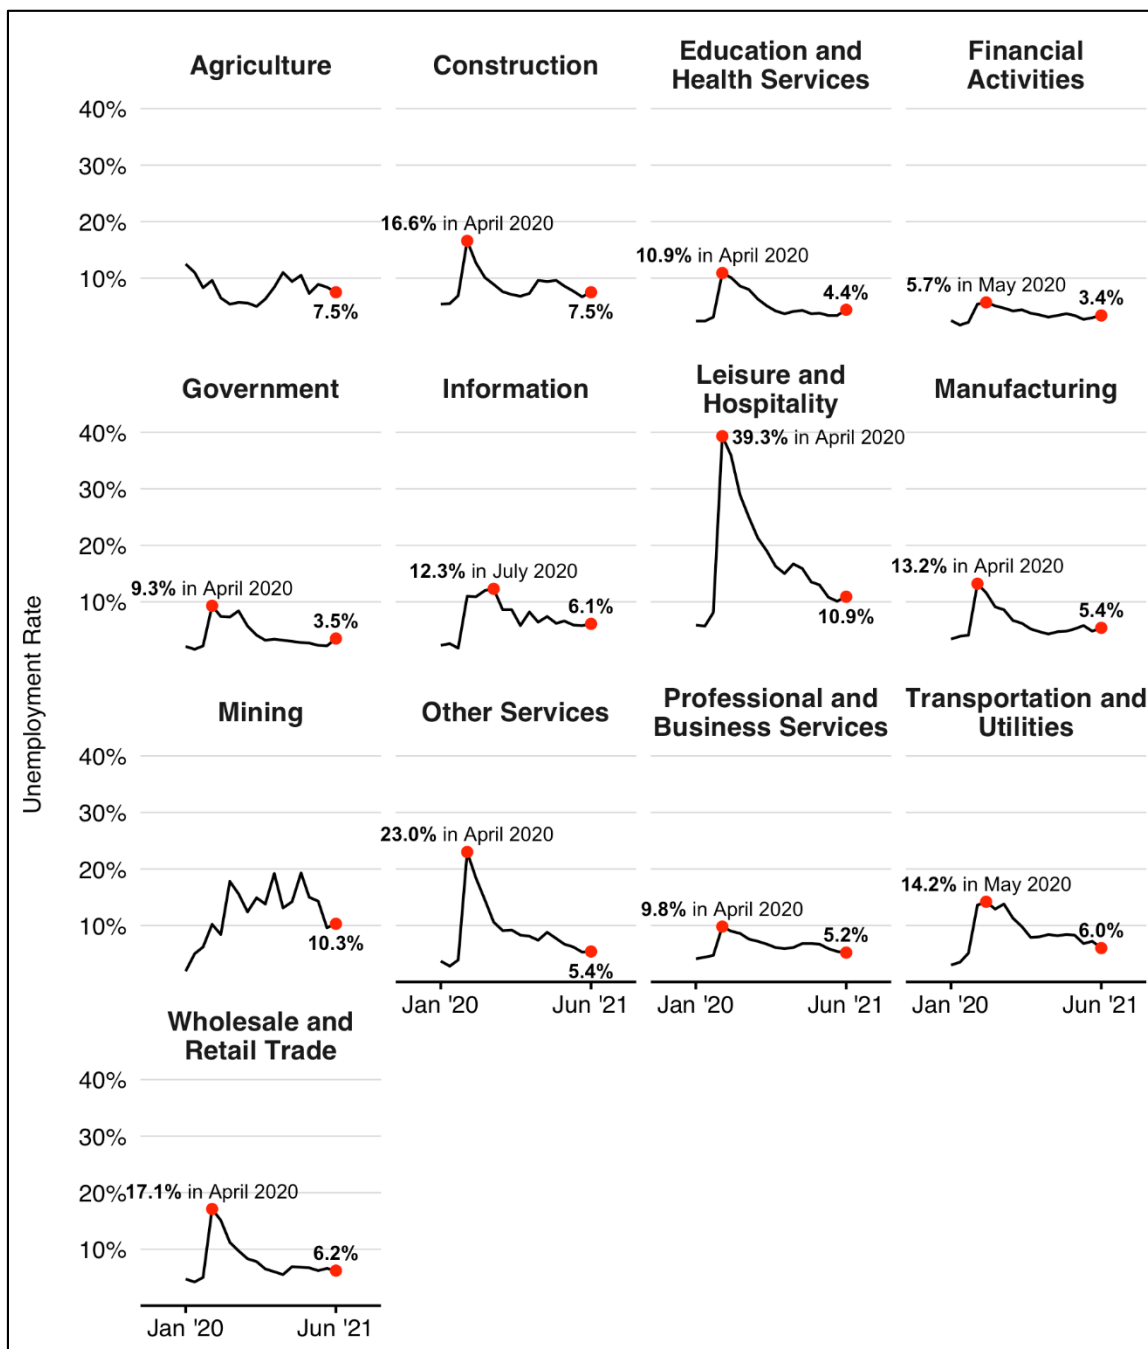 Unemployment Rate
Agriculture
Construction
Education and
Health Services
Financial
Activities
40%
30%
20%
10%
7.5%
16.6% in April 2020
7.5%
10.9% in April 2020
4.4%
5.7% in May 2020
3.4%
Government
Information
Leisure and
Hospitality
Manufacturing
40%
30%
20%
10%
9.3% in April 2020
3.5%
12.3% in July 2020
6.1%
39.3% in April 2020
10.9%
13.2% in April 2020
5.4%
Mining
Other Services
Professional and
Business Services
Transportation and
Utilities
40%
30%
20%
10%
10.3%
23.0% in April 2020
5.4%
9.8% in April 2020
5.2%
14.2% in May 2020
6.0%
Jan '20
Jun '21
Jan '20
Jun '21
Jan '20
Jun '21
Wholesale and
Retail Trade
40%
30%
20%
10%
17.1% in April 2020
6.2%
Jan '20
Jun '21